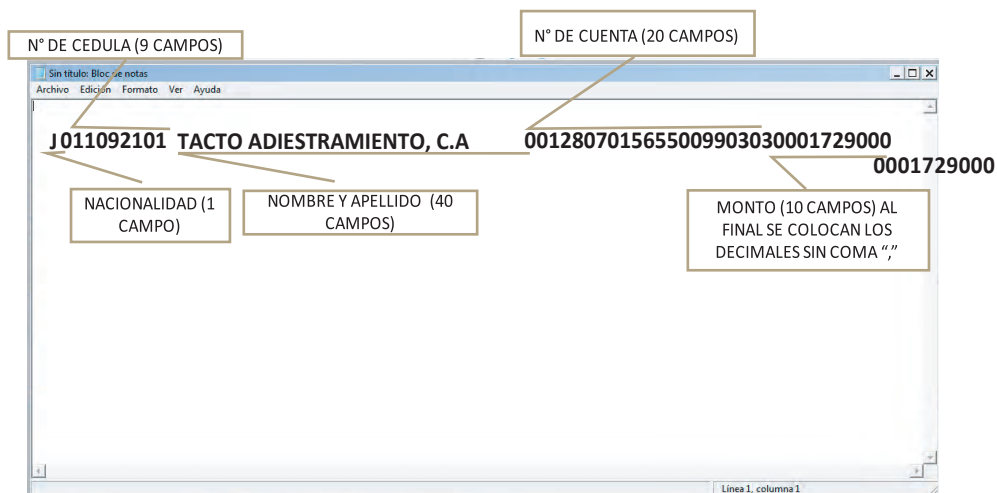 N° DE CEDULA (9 CAMPOS)
N° DE CUENTA (20 CAMPOS)
Sin título: Bloc de notas
Archivo Edición Formato Ver Ayuda
J011092101 TACTO ADIESTRAMIENTO, C.A 0012807015655009903030001729000
0001729000
NACIONALIDAD (1
CAMPO)
NOMBRE Y APELLIDO (40
CAMPOS)
MONTO (10 CAMPOS) AL
FINAL SE COLOCAN LOS
DECIMALES SIN COMA “,”
Línea 1, columna 1